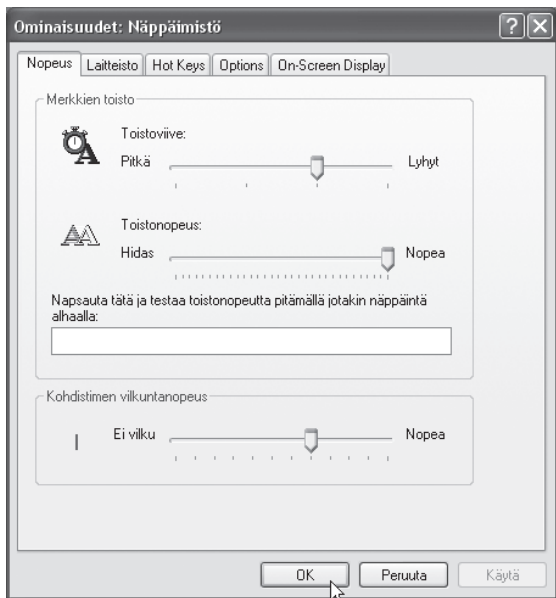 Ominaisuudet: Näppäimistö
Nopeus Laitteisto Hot Keys Options On-Screen Display
Merkkien toisto
Toistoviive:
Pitkä Lyhyt
Toistonopeus:
Hidas Nopea
Napsauta tätä ja testaa toistonopeutta pitämällä jotakin näppäintä
alhaalla:
Kohdistimen vilkuntanopeus
Ei vilku Nopea
OK Peruuta Käytä